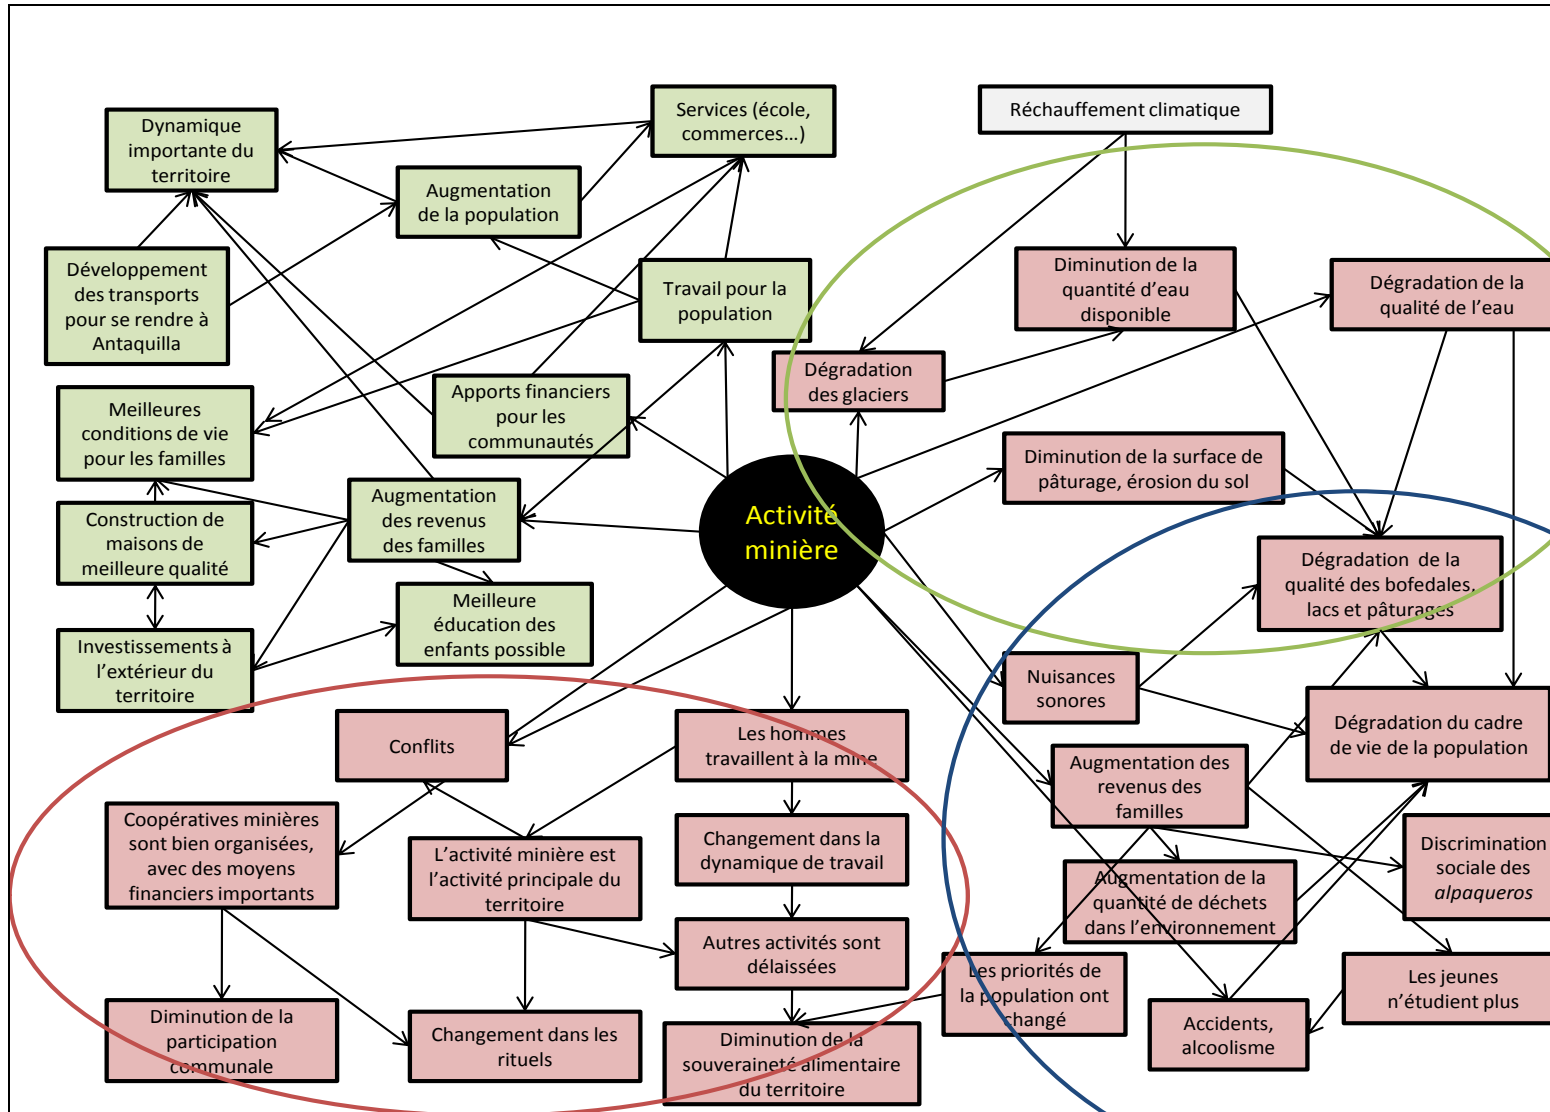 Dynamique
importante du
territoire
Services (école,
commerces…)
Réchauffement climatique
Augmentation
de la population
Développement
des transports
pour se rendre à
Antaquilla
Travail pour la
population
Diminution de la
quantité d’eau
disponible
Dégradation de la
qualité de l’eau
Dégradation
des glaciers
Meilleures
conditions de vie
pour les familles
Apports financiers
pour les
communautés
Diminution de la surface de
pâturage, érosion du sol
Activité
minière
Construction de
maisons de
meilleure qualité
Augmentation
des revenus
des familles
Dégradation  de la
qualité des bofedales,
lacs et pâturages
Meilleure
éducation des
enfants possible
Investissements à
l’extérieur du
territoire
Nuisances
sonores
Dégradation du cadre
de vie de la population
Conflits
Les hommes
travaillent à la mine
Augmentation des
revenus des
familles
Coopératives minières
sont bien organisées,
avec des moyens
financiers importants
L’activité minière est
l’activité principale du
territoire
Changement dans la
dynamique de travail
Discrimination
sociale des
alpaqueros
Augmentation de la
quantité de déchets
dans l’environnement
Autres activités sont
délaissées
Les priorités de
la population ont
changé
Les jeunes
n’étudient plus
Diminution de la
participation
communale
Changement dans les
rituels
Diminution de la
souveraineté alimentaire
du territoire
Accidents,
alcoolisme